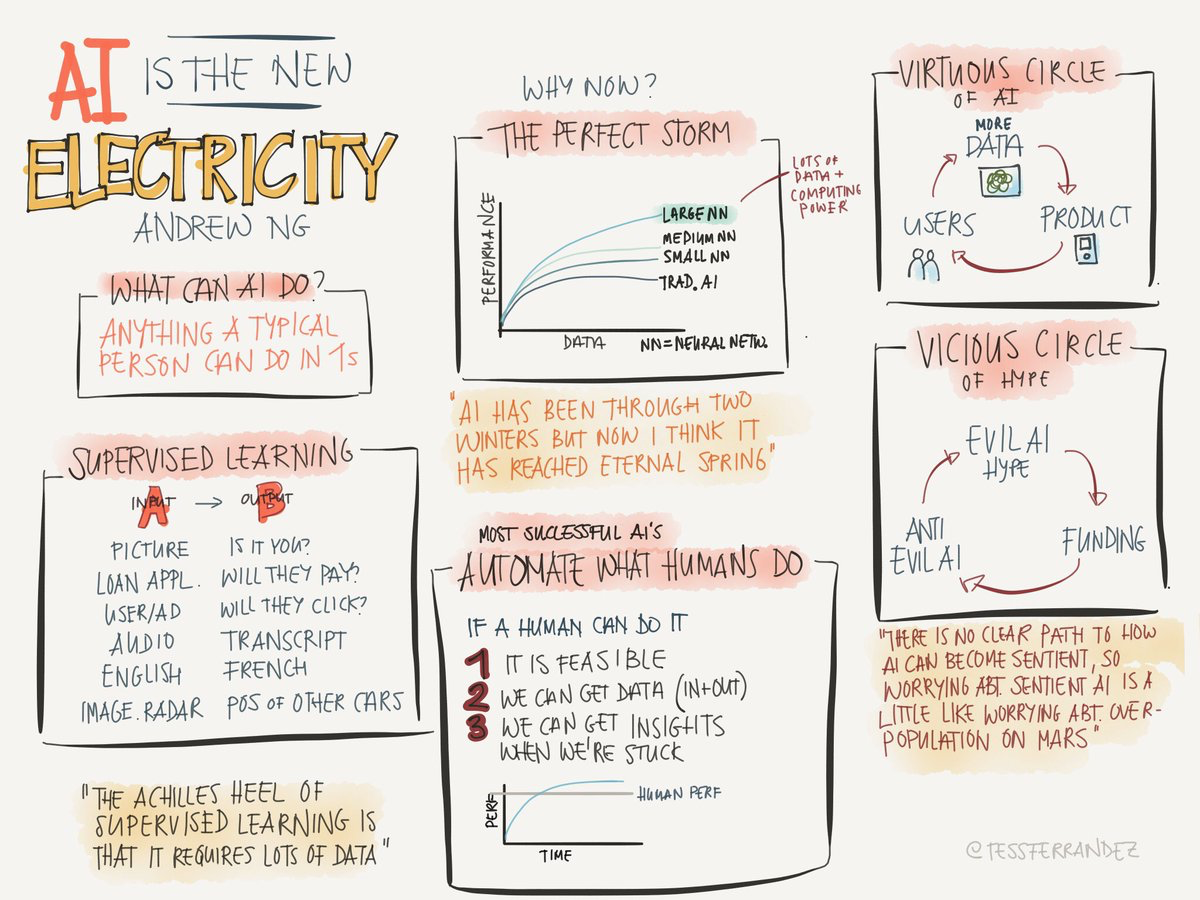 AI IS THE NEW
ELECTRICITY
ANDREW NG
WHAT CAN AI DO?
ANYTHING A TYPICAL
PERSON CAN DO IN 1s
SUPERVISED LEARNING
INPUT → OUTPUT
A B
PICTURE IS IT YOU?
LOAN APPL. WILL THEY PAY?
USER/AD WILL THEY CLICK?
AUDIO TRANSCRIPT
ENGLISH FRENCH
IMAGE.RADAR POS OF OTHER CARS
"THE ACHILLES HEEL OF
SUPERVISED LEARNING IS
THAT IT REQUIRES LOTS OF DATA"
WHY NOW?
THE PERFECT STORM
LOTS OF
DATA +
COMPUTING
POWER
PERFORMANCE
LARGE NN
MEDIUM NN
SMALL NN
TRAD. AI
DATA
NN = NEURAL NETW.
"AI HAS BEEN THROUGH TWO
WINTERS BUT NOW I THINK IT
HAS REACHED ETERNAL SPRING"
MOST SUCCESSFUL AI'S
AUTOMATE WHAT HUMANS DO
IF A HUMAN CAN DO IT
1 IT IS FEASIBLE
2 WE CAN GET DATA (IN+OUT)
3 WE CAN GET INSIGHTS
WHEN WE'RE STUCK
PERF
HUMAN PERF
TIME
VIRTUOUS CIRCLE
OF AI
MORE
DATA
USERS
PRODUCT
VICIOUS CIRCLE
OF HYPE
EVIL AI
HYPE
ANTI
EVIL AI
FUNDING
"THERE IS NO CLEAR PATH TO HOW
AI CAN BECOME SENTIENT, SO
WORRYING ABT. SENTIENT AI IS A
LITTLE LIKE WORRYING ABT. OVER-
POPULATION ON MARS"
@TESSFERRANDEZ